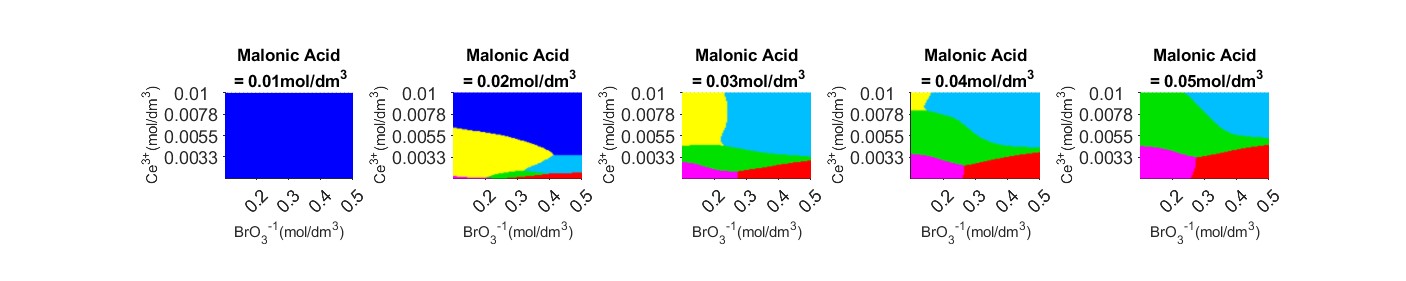 Malonic Acid
= 0.01mol/dm³
Ce³⁺(mol/dm³)
0.01
0.0078
0.0055
0.0033
0.2
0.3
0.4
0.5
BrO₃⁻¹(mol/dm³)
Malonic Acid
= 0.02mol/dm³
Ce³⁺(mol/dm³)
0.01
0.0078
0.0055
0.0033
0.2
0.3
0.4
0.5
BrO₃⁻¹(mol/dm³)
Malonic Acid
= 0.03mol/dm³
Ce³⁺(mol/dm³)
0.01
0.0078
0.0055
0.0033
0.2
0.3
0.4
0.5
BrO₃⁻¹(mol/dm³)
Malonic Acid
= 0.04mol/dm³
Ce³⁺(mol/dm³)
0.01
0.0078
0.0055
0.0033
0.2
0.3
0.4
0.5
BrO₃⁻¹(mol/dm³)
Malonic Acid
= 0.05mol/dm³
Ce³⁺(mol/dm³)
0.01
0.0078
0.0055
0.0033
0.2
0.3
0.4
0.5
BrO₃⁻¹(mol/dm³)